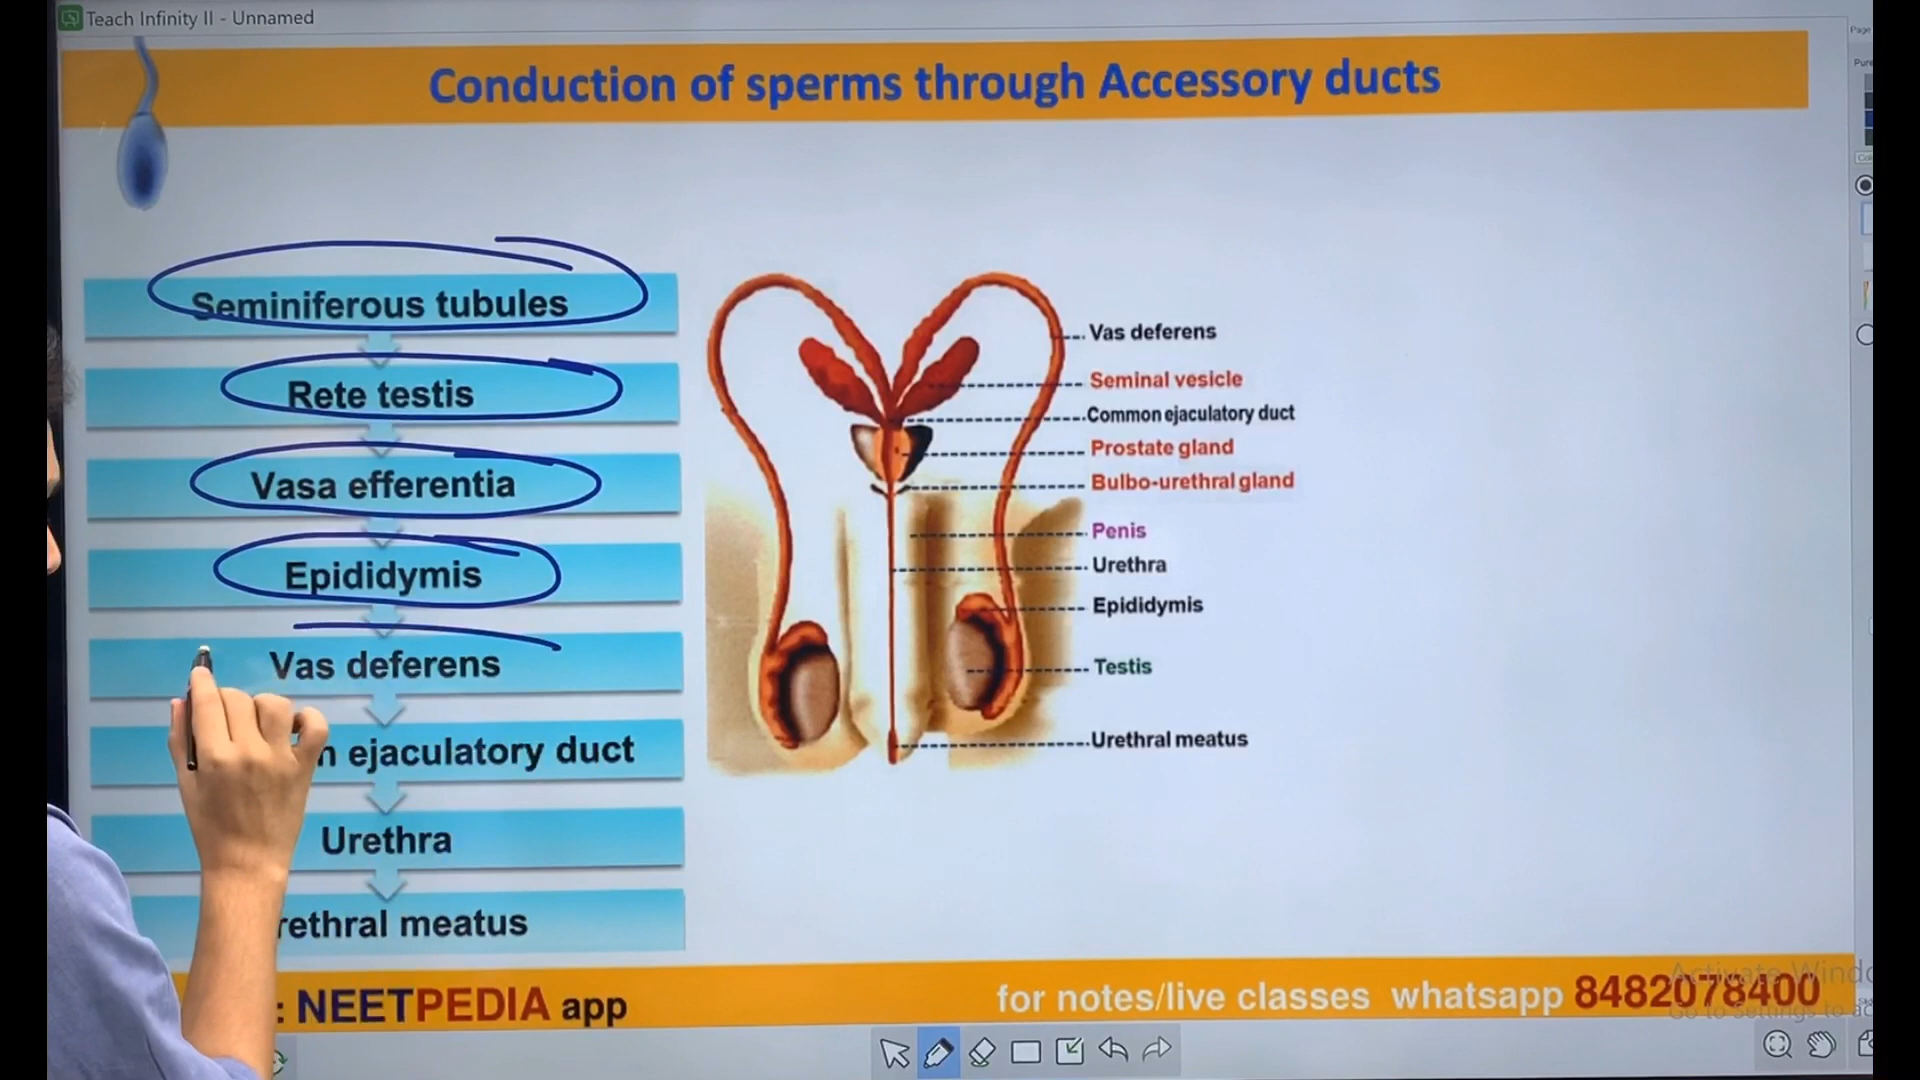 Teach Infinity II - Unnamed
Conduction of sperms through Accessory ducts
Seminiferous tubules
Rete testis
Vasa efferentia
Epididymis
Vas deferens
ejaculatory duct
Urethra
rethral meatus
Vas deferens
Seminal vesicle
Common ejaculatory duct
Prostate gland
Bulbo-urethral gland
Penis
Urethra
Epididymis
Testis
Urethral meatus
: NEETPEDIA app
for notes/live classes whatsapp 8482078400
Page
Pure